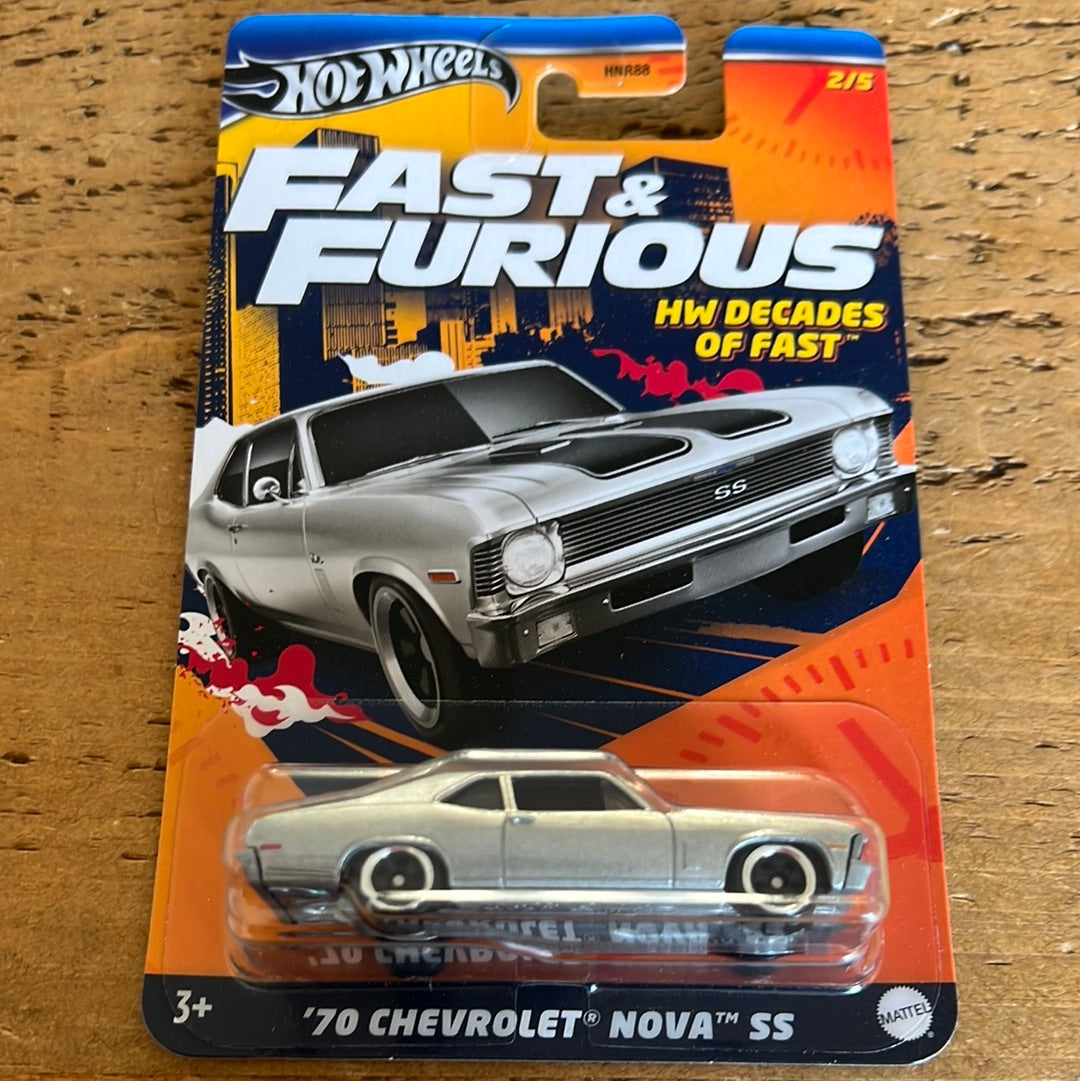 HOT WHEELS
HNR88
2/5
FAST &
FURIOUS
HW DECADES
OF FAST™
SS
3+
'70 CHEVROLET® NOVA™ SS
MATTEL